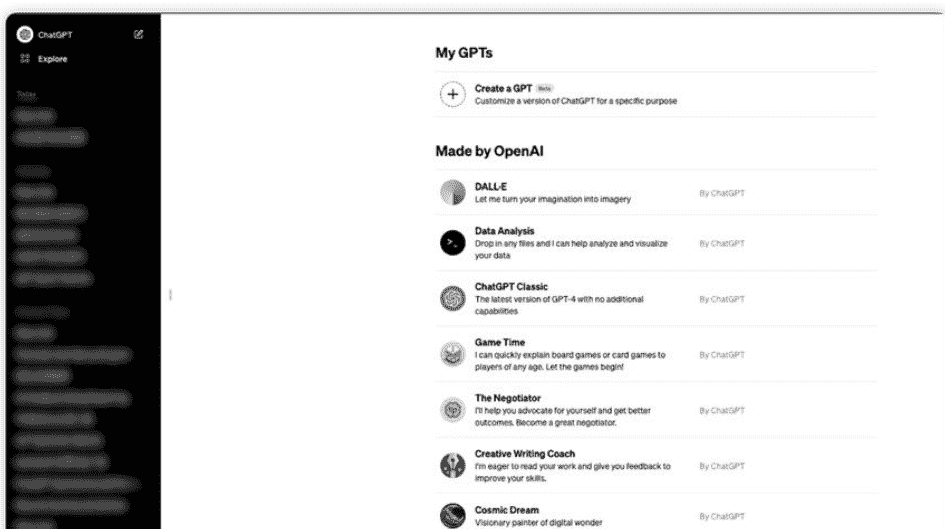 ChatGPT
Explore
Today
My GPTs
Create a GPT Beta
Customize a version of ChatGPT for a specific purpose
Made by OpenAI
DALL·E
Let me turn your imagination into imagery
By ChatGPT
Data Analysis
Drop in any files and I can help analyze and visualize
your data
By ChatGPT
ChatGPT Classic
The latest version of GPT-4 with no additional
capabilities
By ChatGPT
Game Time
I can quickly explain board games or card games to
players of any age. Let the games begin!
By ChatGPT
The Negotiator
I'll help you advocate for yourself and get better
outcomes. Become a great negotiator.
By ChatGPT
Creative Writing Coach
I'm eager to read your work and give you feedback to
improve your skills.
By ChatGPT
Cosmic Dream
Visionary painter of digital wonder
By ChatGPT